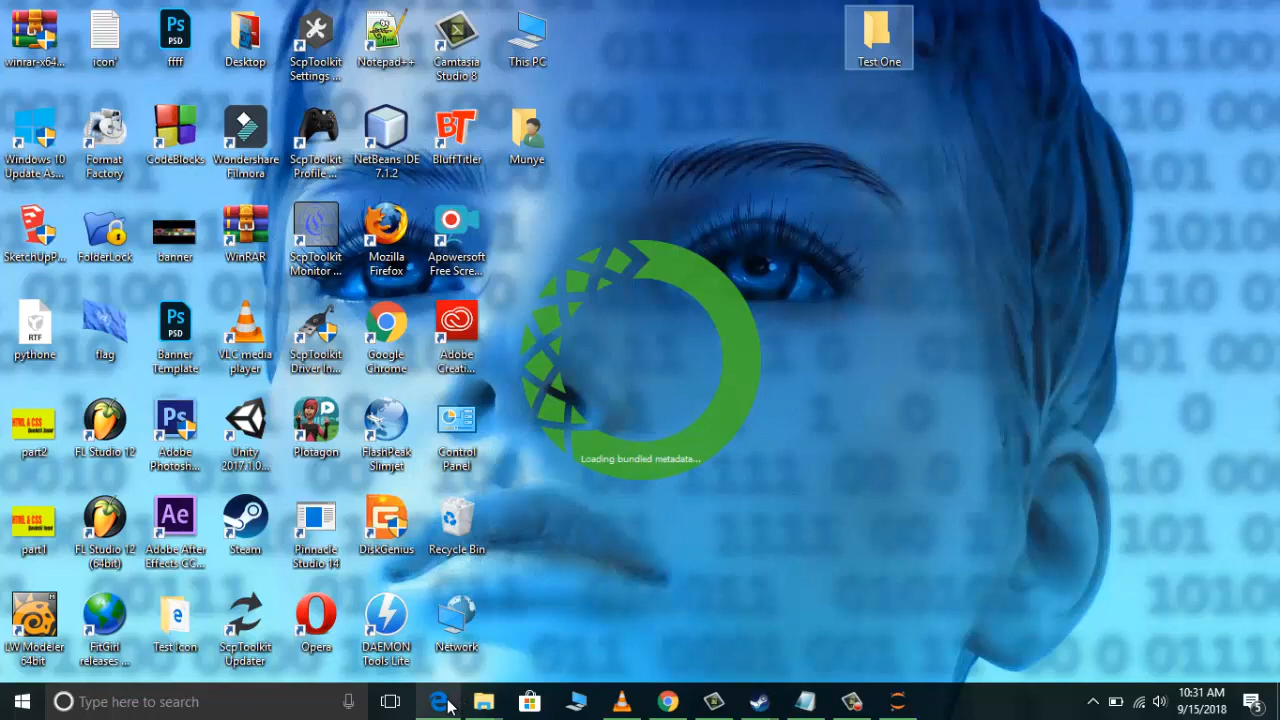 winrar-x64...
icon'
ffff
Desktop
ScpToolkit
Settings ...
Notepad++
Camtasia
Studio 8
This PC
Test One
Windows 10
Update As...
Format
Factory
CodeBlocks
Wondershare
Filmora
ScpToolkit
Profile ...
NetBeans IDE
7.1.2
BluffTitler
Munye
SketchUpP...
FolderLock
banner
WinRAR
ScpToolkit
Monitor ...
Mozilla
Firefox
Apowersoft
Free Scre...
pythone
flag
Banner
Template
VLC media
player
ScpToolkit
Driver In...
Google
Chrome
Adobe
Creati...
Loading bundled metadata...
part2
FL Studio 12
Adobe
Photosh...
Unity
2017.1.0...
Plotagon
FlashPeak
Slimjet
Control
Panel
part1
FL Studio 12
(64bit)
Adobe After
Effects CC...
Steam
Pinnacle
Studio 14
DiskGenius
Recycle Bin
LW Modeler
64bit
FitGirl
releases ...
Test Icon
ScpToolkit
Updater
Opera
DAEMON
Tools Lite
Network
Type here to search
10:31 AM
9/15/2018
5